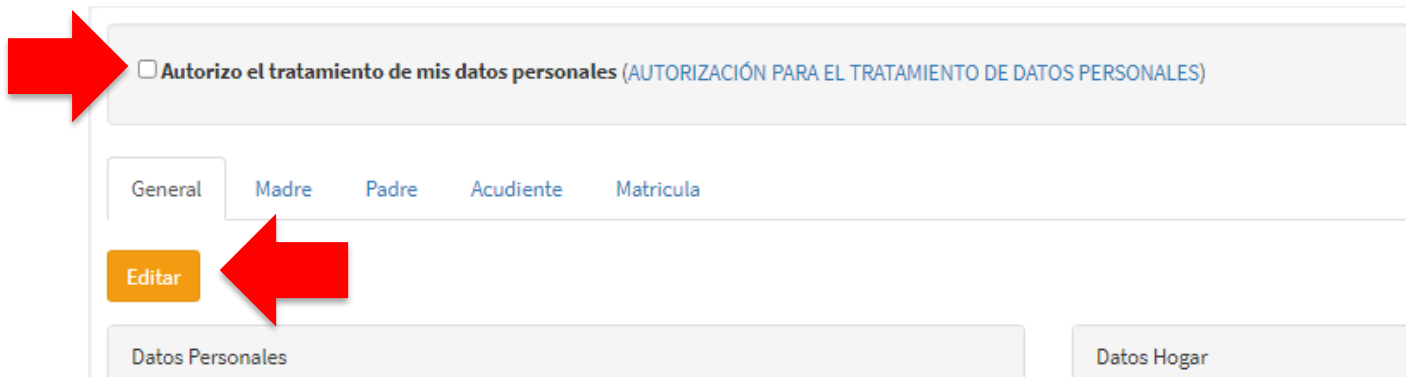 Autorizo el tratamiento de mis datos personales (AUTORIZACIÓN PARA EL TRATAMIENTO DE DATOS PERSONALES)
General Madre Padre Acudiente Matricula
Editar
Datos Personales Datos Hogar